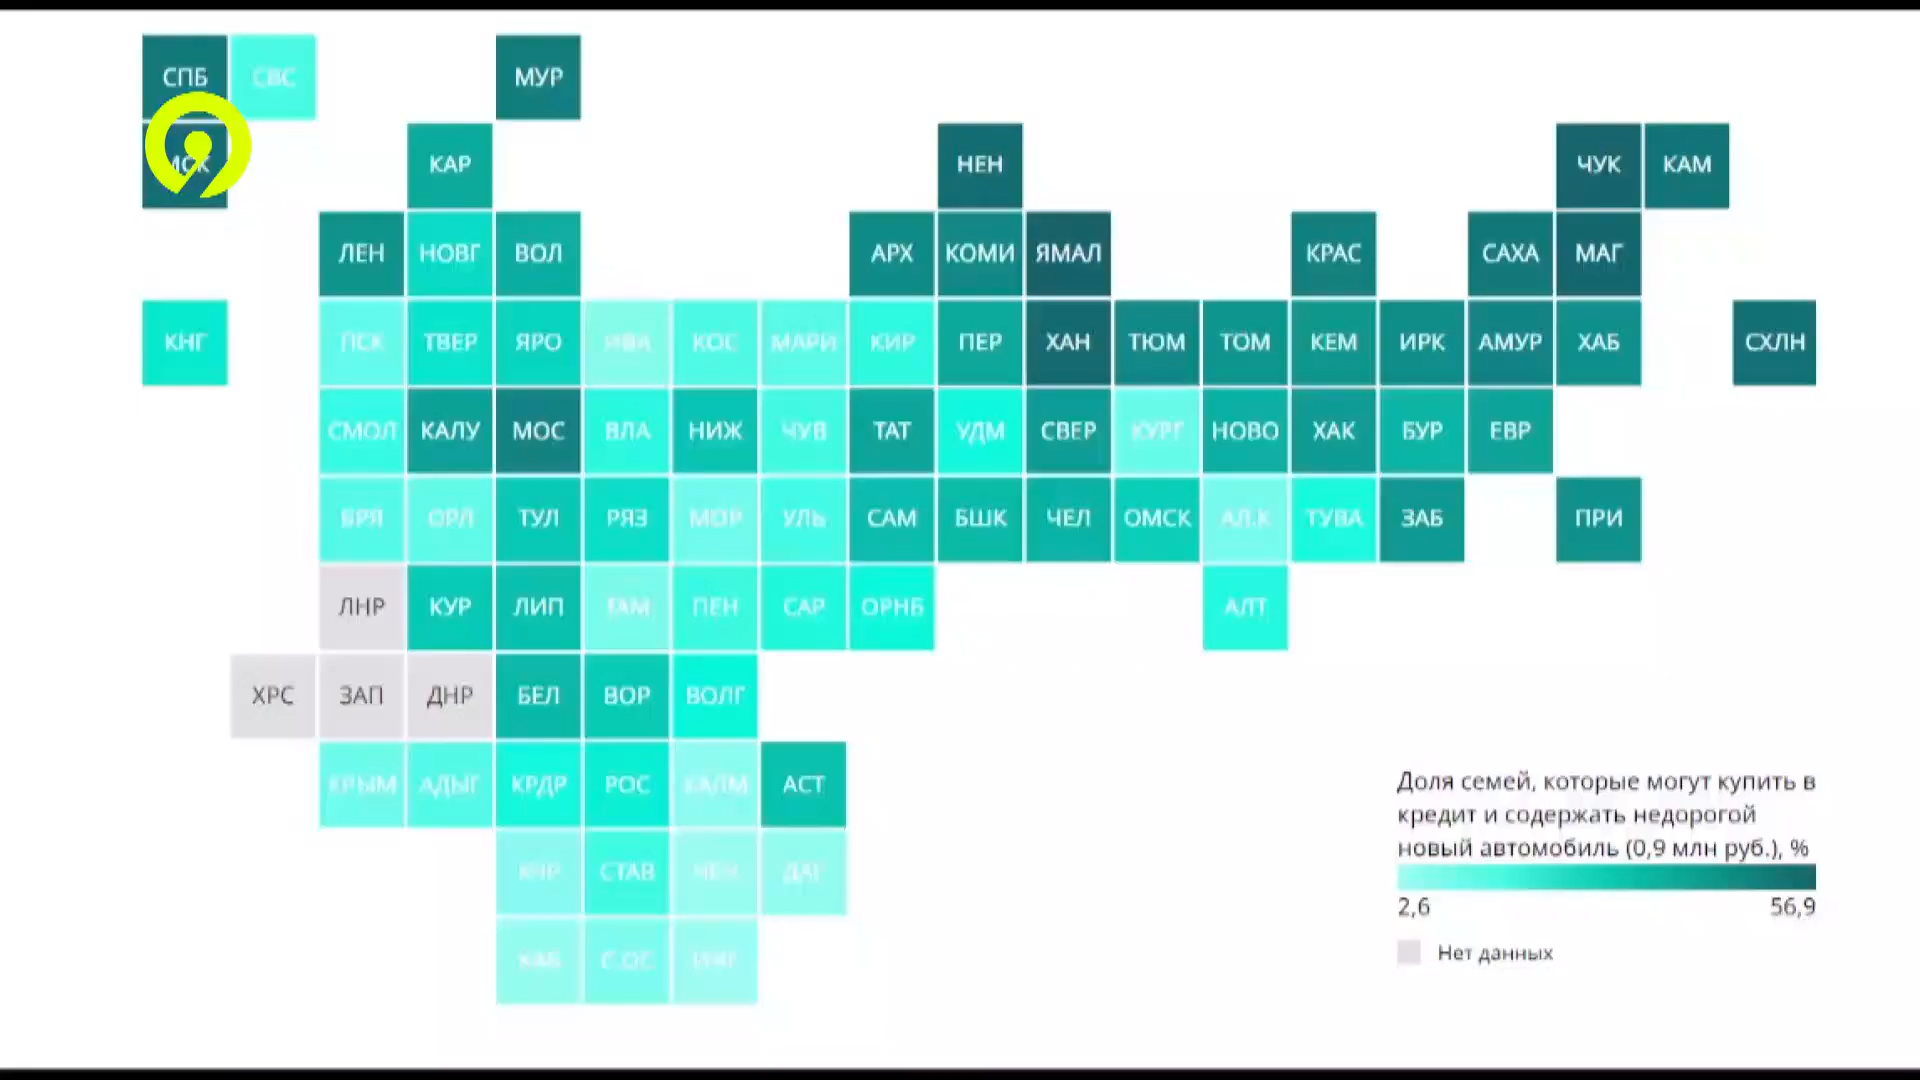 СПБ СВС МУР
МСК КАР НЕН ЧУК КАМ
ЛЕН НОВГ ВОЛ АРХ КОМИ ЯМАЛ КРАС САХА МАГ
КНГ ПСК ТВЕР ЯРО ИВА КОС МАРИ КИР ПЕР ХАН ТЮМ ТОМ КЕМ ИРК АМУР ХАБ СХЛН
СМОЛ КАЛУ МОС ВЛА НИЖ ЧУВ ТАТ УДМ СВЕР КУРГ НОВО ХАК БУР ЕВР
БРЯ ОРЛ ТУЛ РЯЗ МОР УЛЬ САМ БШК ЧЕЛ ОМСК АЛ.К ТУВА ЗАБ ПРИ
ЛНР КУР ЛИП ТАМ ПЕН САР ОРНБ АЛТ
ХРС ЗАП ДНР БЕЛ ВОР ВОЛГ
КРЫМ АДЫГ КРДР РОС КАЛМ АСТ
СТАВ ЧЕЧ ДАГ
КАБ С.ОС ИНГ
Доля семей, которые могут купить в
кредит и содержать недорогой
новый автомобиль (0,9 млн руб.), %
2,6 56,9
Нет данных